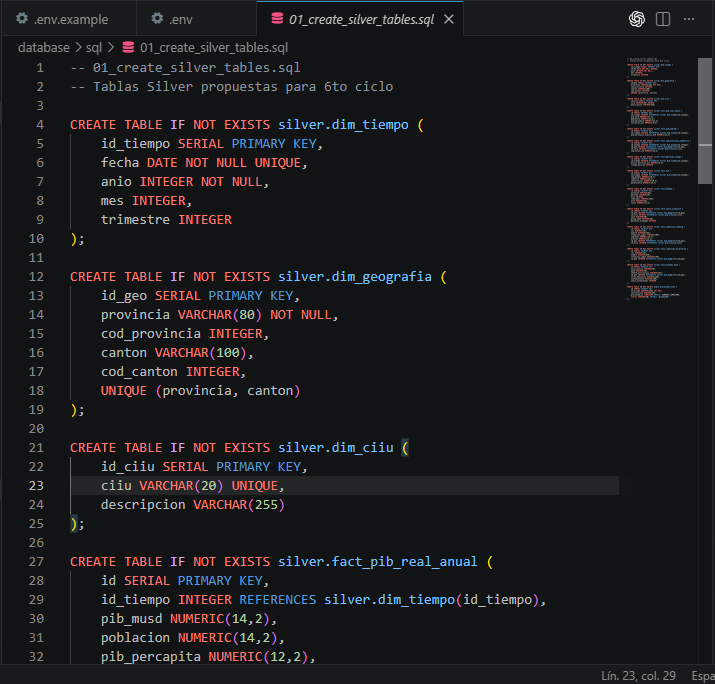 .env.example
.env
01_create_silver_tables.sql
database > sql > 01_create_silver_tables.sql
1 -- 01_create_silver_tables.sql
2 -- Tablas Silver propuestas para 6to ciclo
3
4 CREATE TABLE IF NOT EXISTS silver.dim_tiempo (
5     id_tiempo SERIAL PRIMARY KEY,
6     fecha DATE NOT NULL UNIQUE,
7     anio INTEGER NOT NULL,
8     mes INTEGER,
9     trimestre INTEGER
10 );
11
12 CREATE TABLE IF NOT EXISTS silver.dim_geografia (
13     id_geo SERIAL PRIMARY KEY,
14     provincia VARCHAR(80) NOT NULL,
15     cod_provincia INTEGER,
16     canton VARCHAR(100),
17     cod_canton INTEGER,
18     UNIQUE (provincia, canton)
19 );
20
21 CREATE TABLE IF NOT EXISTS silver.dim_ciiu (
22     id_ciiu SERIAL PRIMARY KEY,
23     ciiu VARCHAR(20) UNIQUE,
24     descripcion VARCHAR(255)
25 );
26
27 CREATE TABLE IF NOT EXISTS silver.fact_pib_real_anual (
28     id SERIAL PRIMARY KEY,
29     id_tiempo INTEGER REFERENCES silver.dim_tiempo(id_tiempo),
30     pib_musd NUMERIC(14,2),
31     poblacion NUMERIC(14,2),
32     pib_percapita NUMERIC(12,2),
Lín. 23, col. 29 Espa